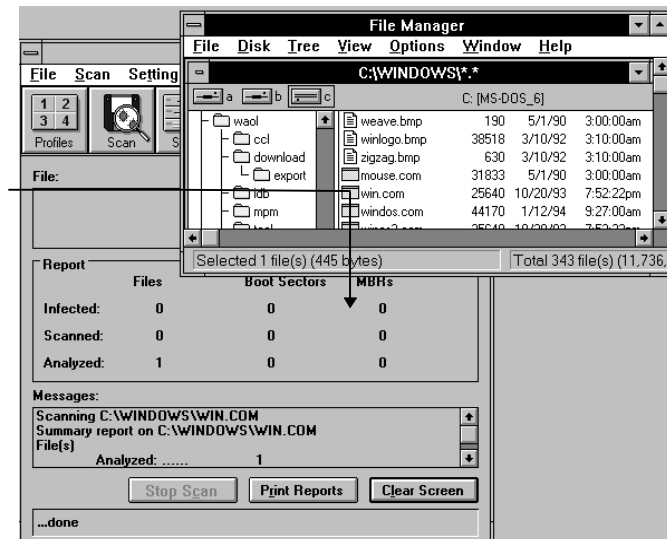 File Manager
File Disk Tree View Options Window Help
C:\WINDOWS\*.*
a b c C: [MS-DOS_6]
waol
ccl
download
export
idb
mpm
weave.bmp 190 5/1/90 3:00:00am
winlogo.bmp 38518 3/10/92 3:10:00am
zigzag.bmp 630 3/10/92 3:10:00am
mouse.com 31833 5/1/90 3:00:00am
win.com 25640 10/20/93 7:52:22pm
windos.com 44170 1/12/94 9:27:00am
Selected 1 file(s) (445 bytes) Total 343 file(s) (11,736,
File Scan Setting
1 2
3 4
Profiles Scan S
File:
Report
Files Boot Sectors MBRs
Infected: 0 0 0
Scanned: 0 0 0
Analyzed: 1 0 0
Messages:
Scanning C:\WINDOWS\WIN.COM
Summary report on C:\WINDOWS\WIN.COM
File(s)
Analyzed: ...... 1
Stop Scan Print Reports Clear Screen
...done